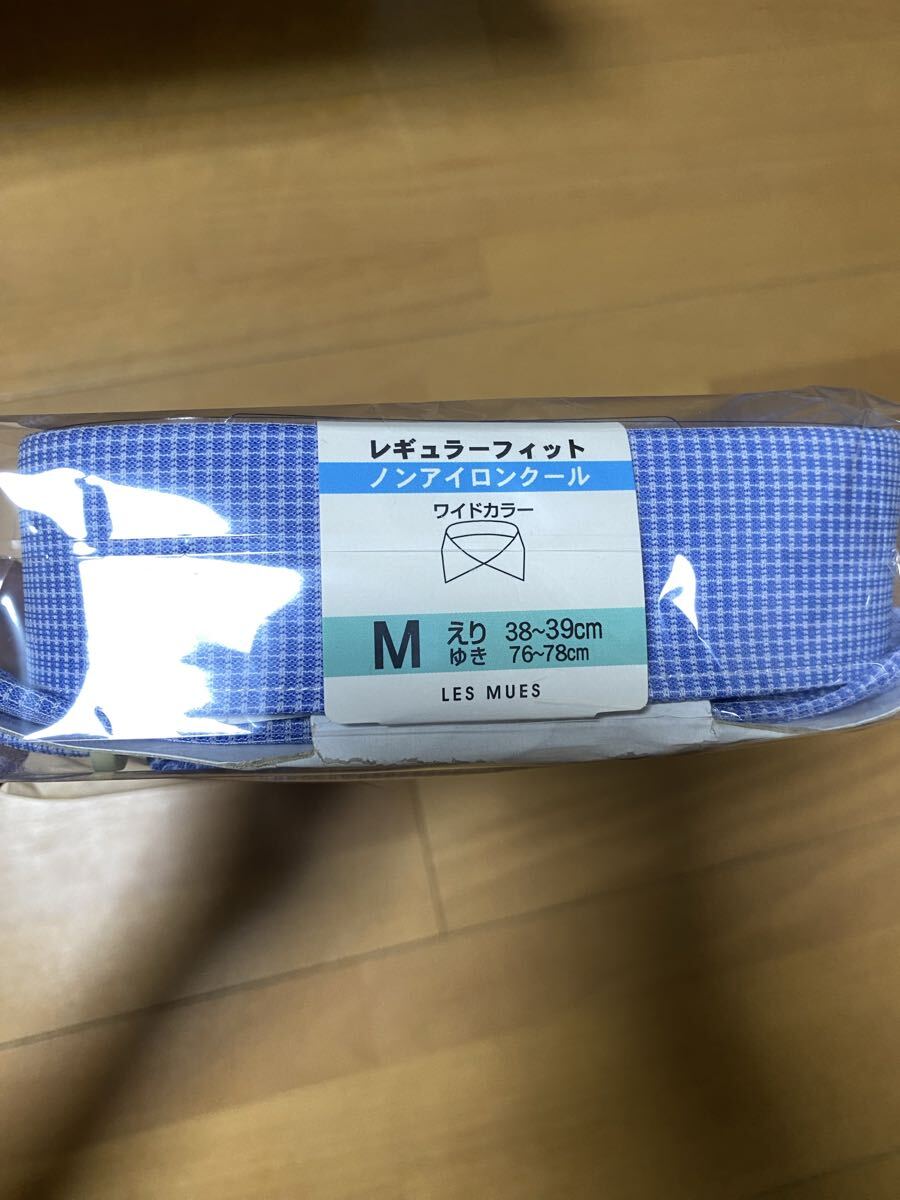 レギュラーフィット
ノンアイロンクール
ワイドカラー
M えり 38~39cm
ゆき 76~78cm
LES MUES